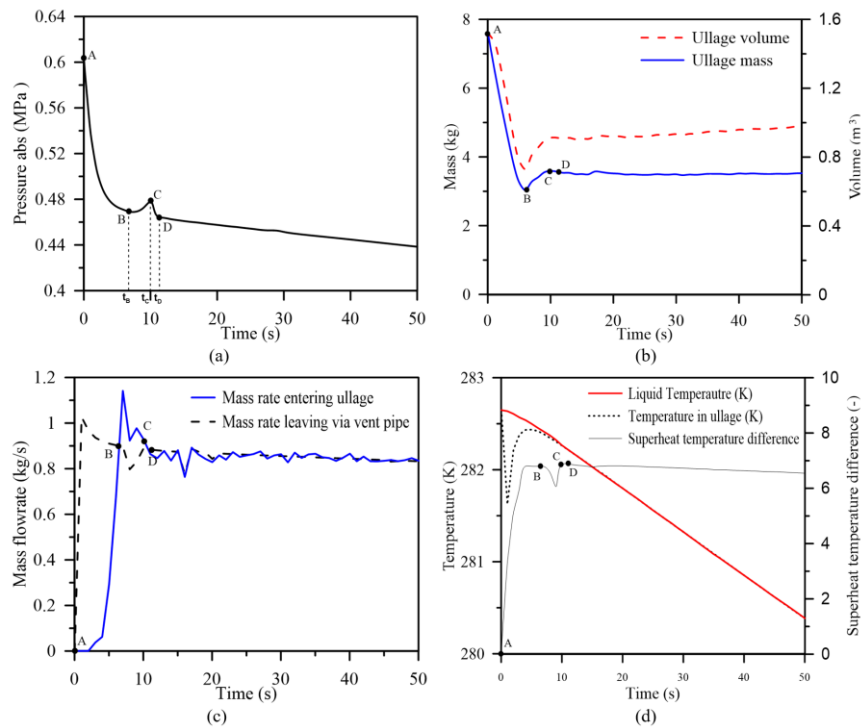 0.64
0.6
0.56
0.52
0.48
0.44
0.4
Pressure abs (MPa)
A
B
C
D
t_B
t_C
t_D
0 10 20 30 40 50
Time (s)
(a)
8
6
4
2
0
Mass (kg)
A
Ullage volume
Ullage mass
B
C
D
1.6
1.2
0.8
0.4
0
Volume (m³)
0 10 20 30 40 50
Time (s)
(b)
1.2
1
0.8
0.6
0.4
0.2
0
Mass flowrate (kg/s)
Mass rate entering ullage
Mass rate leaving via vent pipe
A
B
C
D
0 10 20 30 40 50
Time (s)
(c)
283
282
281
280
Temperature (K)
Liquid Temperautre (K)
Temperature in ullage (K)
Superheat temperature difference
A
B
C
D
10
8
6
4
2
0
Superheat temperature difference (-)
0 10 20 30 40 50
Time (s)
(d)